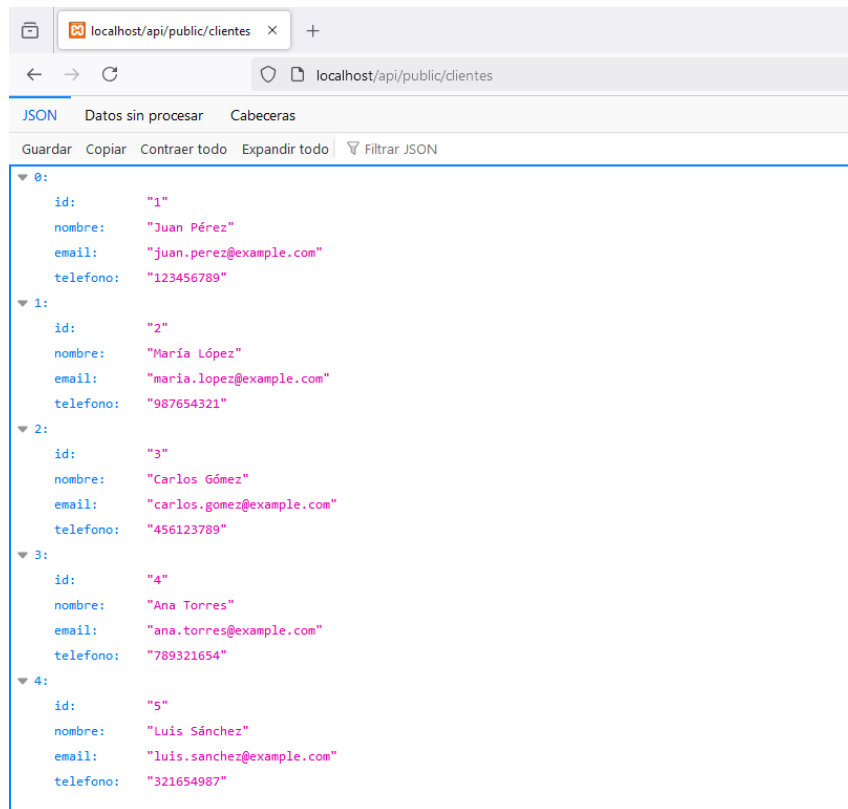 localhost/api/public/clientes
localhost/api/public/clientes
JSON Datos sin procesar Cabeceras
Guardar Copiar Contraer todo Expandir todo Filtrar JSON
0:
id: "1"
nombre: "Juan Pérez"
email: "juan.perez@example.com"
telefono: "123456789"
1:
id: "2"
nombre: "María López"
email: "maria.lopez@example.com"
telefono: "987654321"
2:
id: "3"
nombre: "Carlos Gómez"
email: "carlos.gomez@example.com"
telefono: "456123789"
3:
id: "4"
nombre: "Ana Torres"
email: "ana.torres@example.com"
telefono: "789321654"
4:
id: "5"
nombre: "Luis Sánchez"
email: "luis.sanchez@example.com"
telefono: "321654987"